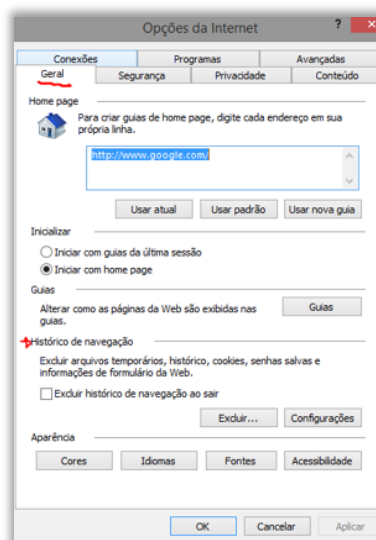 Opções da Internet
?
Conexões Programas Avançadas
Geral Segurança Privacidade Conteúdo
Home page
Para criar guias de home page, digite cada endereço em sua
própria linha.
http://www.google.com/
Usar atual Usar padrão Usar nova guia
Inicializar
Iniciar com guias da última sessão
Iniciar com home page
Guias
Alterar como as páginas da Web são exibidas nas
guias.
Guias
Histórico de navegação
Excluir arquivos temporários, histórico, cookies, senhas salvas e
informações de formulário da Web.
Excluir histórico de navegação ao sair
Excluir... Configurações
Aparência
Cores Idiomas Fontes Acessibilidade
OK Cancelar Aplicar